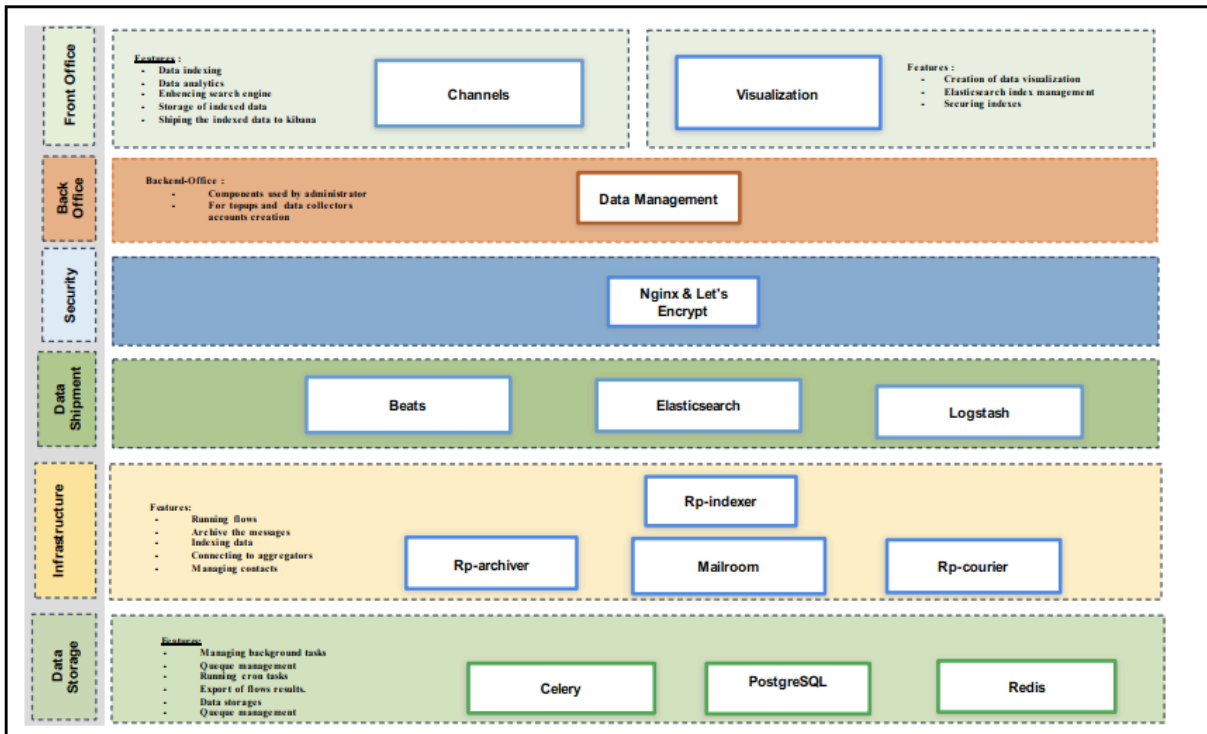 Front Office
Features :
- Data indexing
- Data analytics
- Enhencing search engine
- Storage of indexed data
- Shiping the indexed data to kibana
Channels
Visualization
Features :
- Creation of data visualization
- Elasticsearch index management
- Securing indexes
Back
Office
Backend-Office :
- Components used by administrator
- For topups and data collectors
accounts creation
Data Management
Security
Nginx & Let's
Encrypt
Data
Shipment
Beats
Elasticsearch
Logstash
Infrastructure
Features:
- Running flows
- Archive the messages
- Indexing data
- Connecting to aggregators
- Managing contacts
Rp-indexer
Rp-archiver
Mailroom
Rp-courier
Data
Storage
Features:
- Managing background tasks
- Queque management
- Running cron tasks
- Export of flows results.
- Data storages
- Queque management
Celery
PostgreSQL
Redis